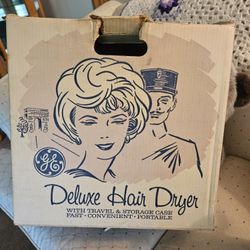 GE
Deluxe Hair Dryer
WITH TRAVEL & STORAGE CASE
FAST · CONVENIENT · PORTABLE